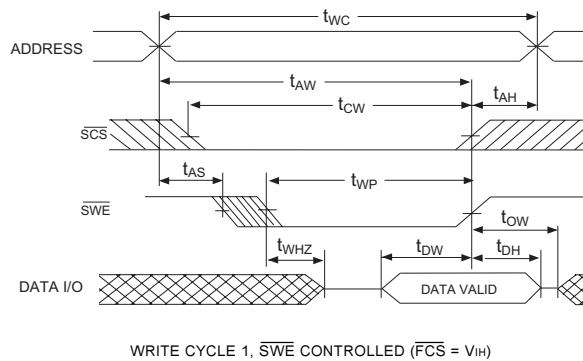 tWC
ADDRESS
tAW
tCW
tAH
SCS
tAS
tWP
SWE
tOW
tWHZ
tDW
tDH
DATA I/O
DATA VALID
WRITE CYCLE 1, SWE CONTROLLED (FCS = VIH)